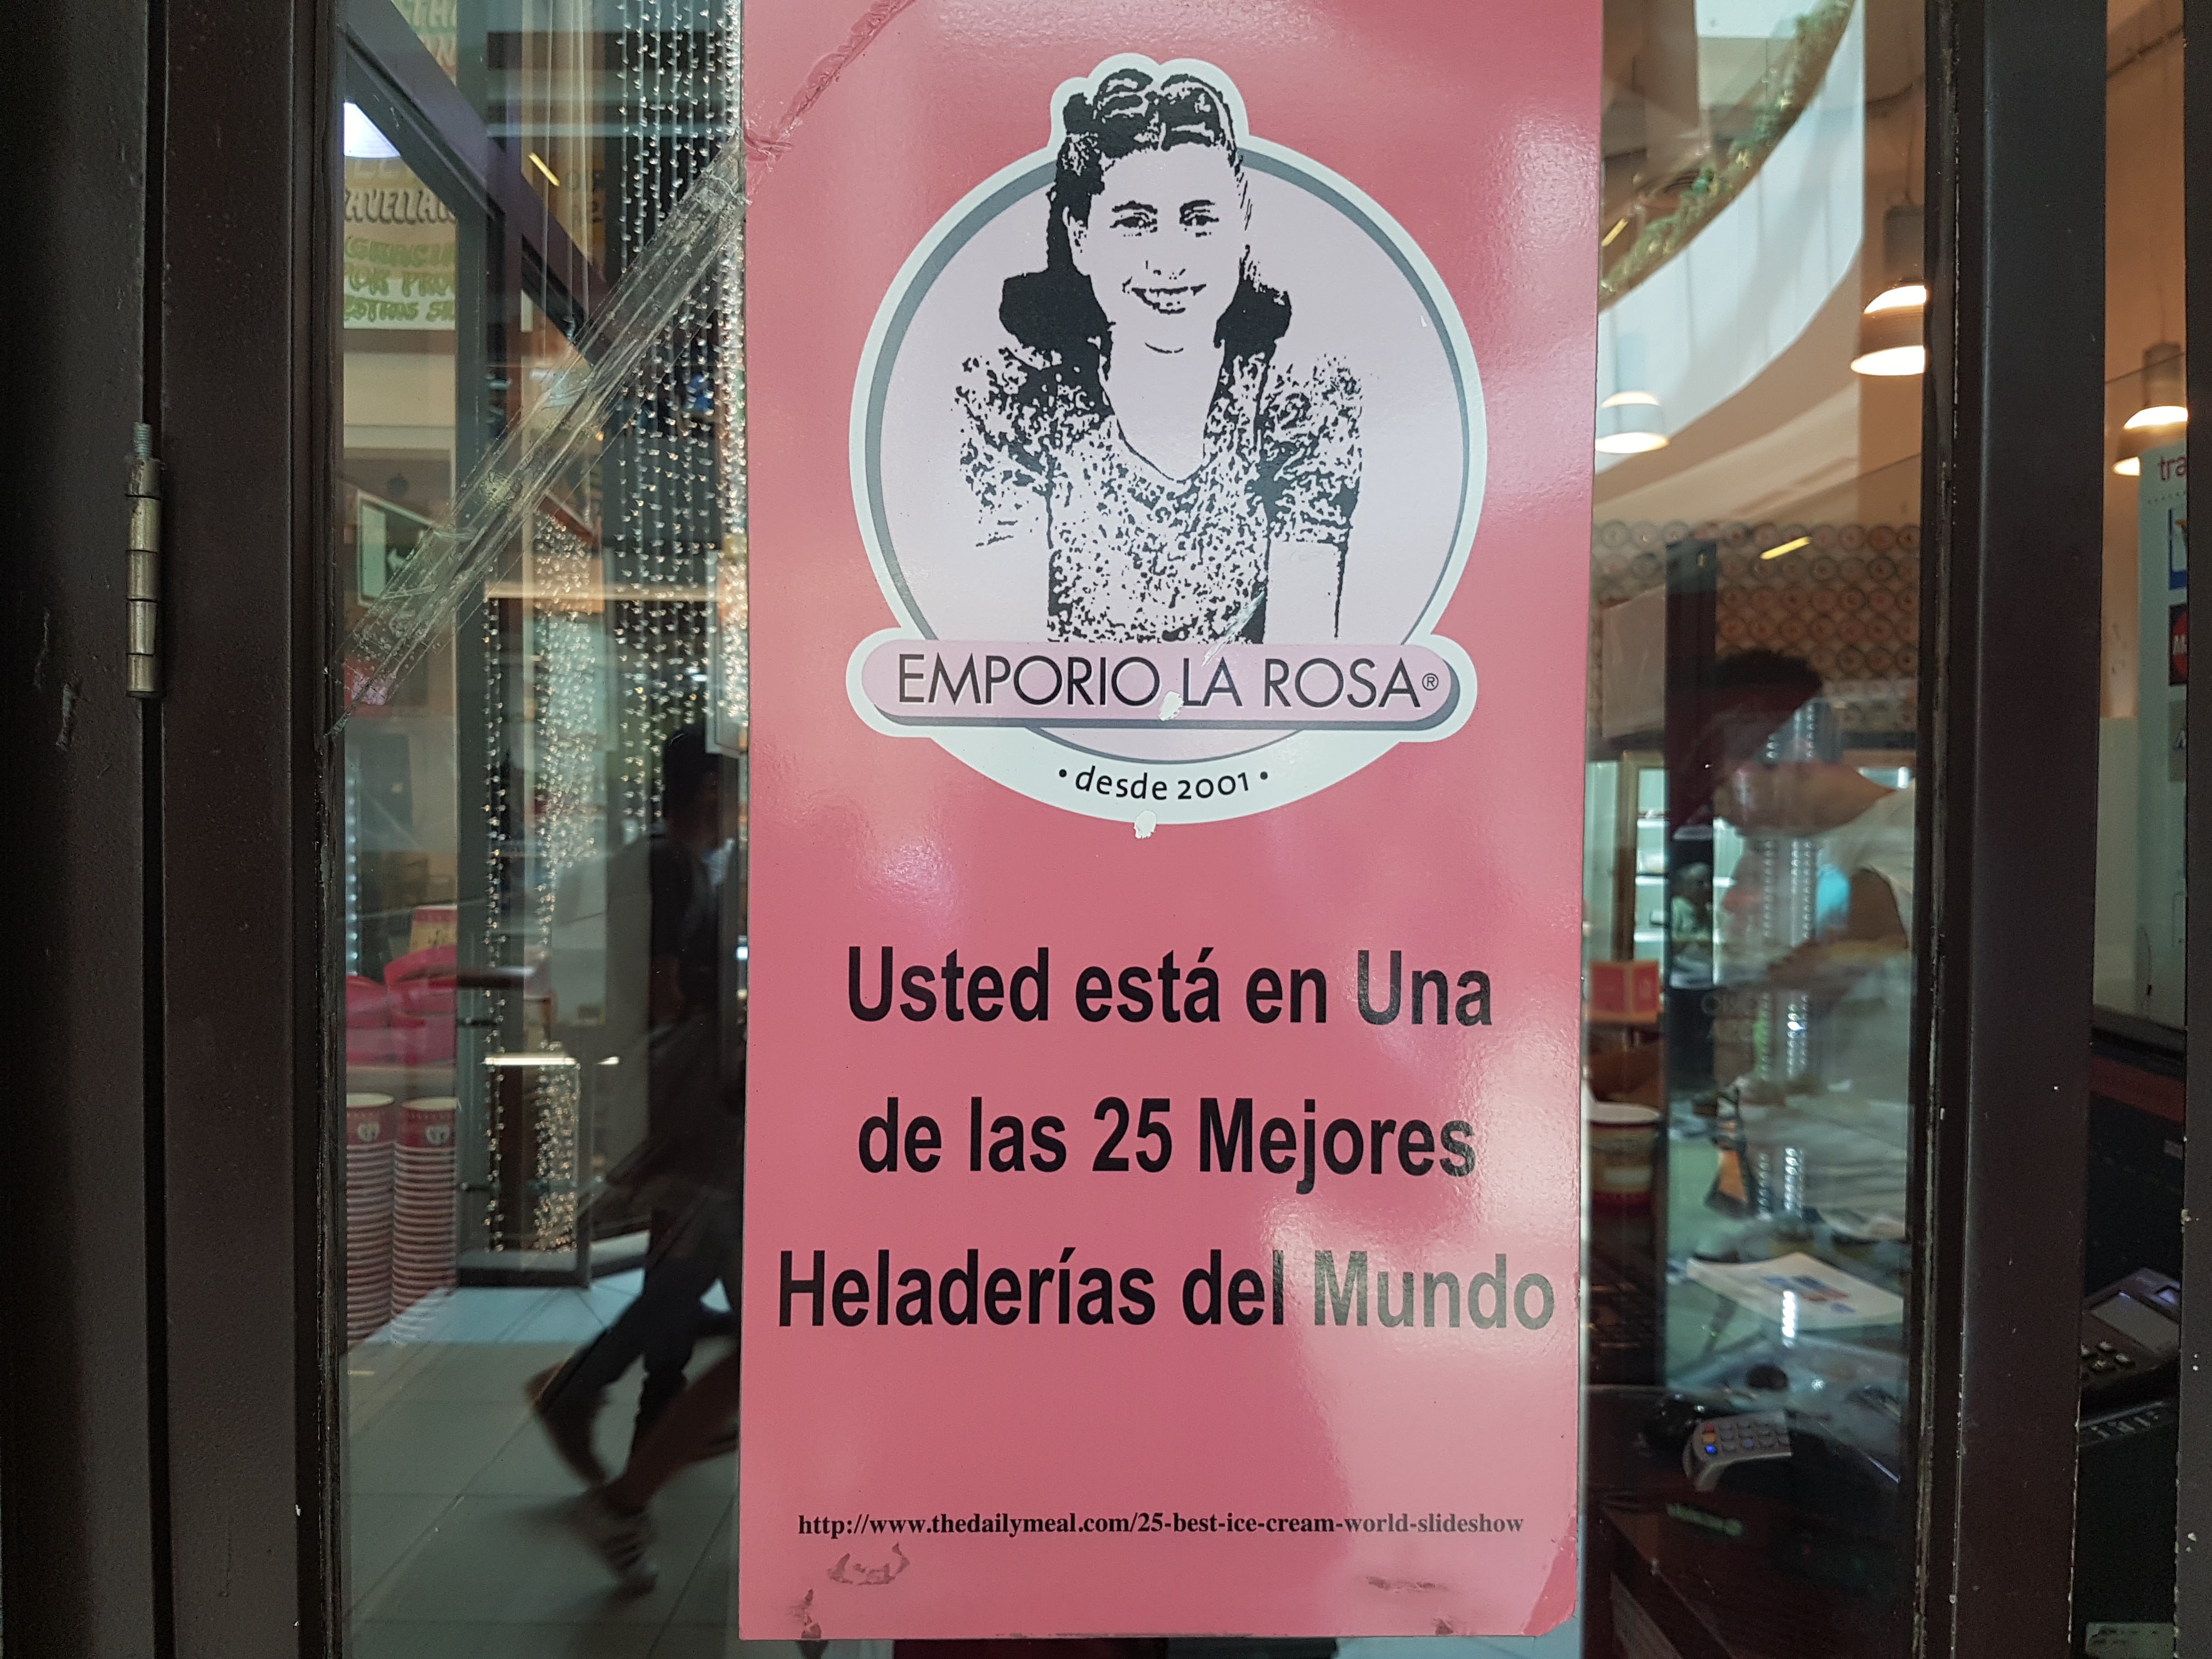 EMPORIO LA ROSA®
• desde 2001 •
Usted está en Una
de las 25 Mejores
Heladerías del Mundo
http://www.thedailymeal.com/25-best-ice-cream-world-slideshow